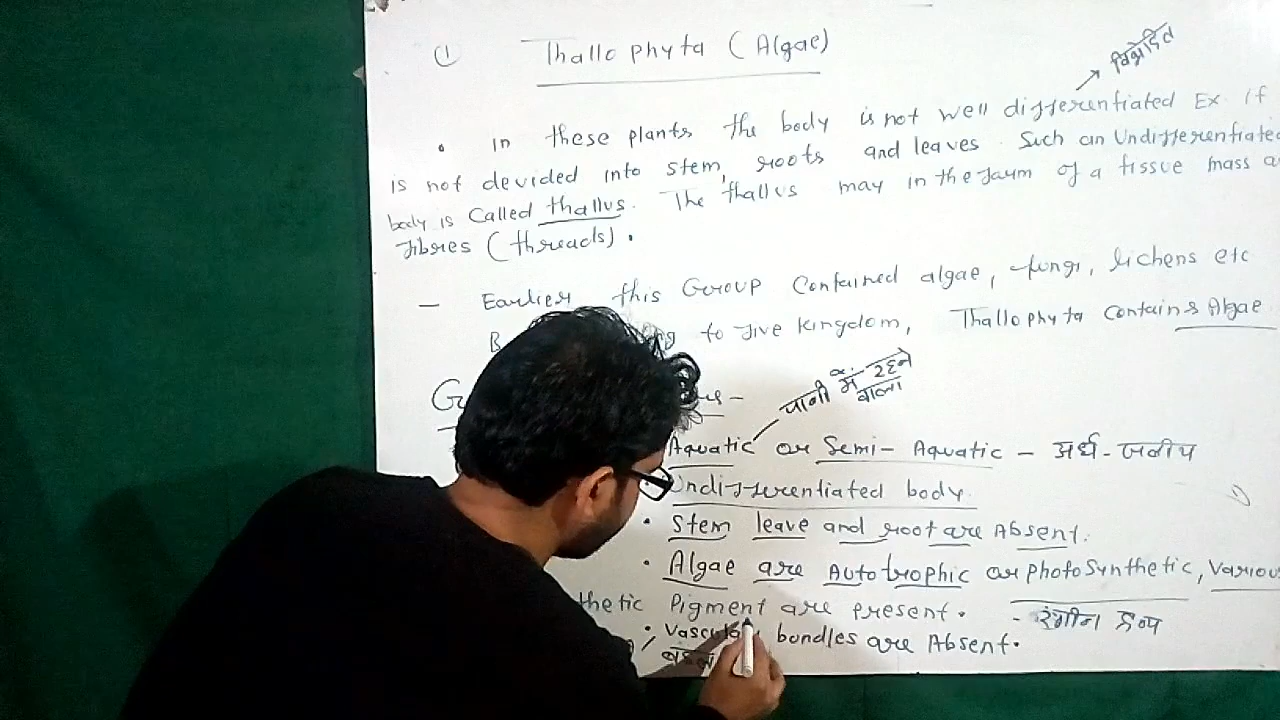 ① Thallophyta (Algae)
विभेदित
• In these plants the body is not well differentiated Ex. if
is not devided into stem, roots and leaves. Such an Undifferentiated
body is Called thallus. The thallus may in the faum of a tissue mass
fibres (threads).
– Earlier this Group Contained algae, fungi, lichens etc
to five kingdom, Thallophyta contains Algae
पानी में रहने
वाला
Aquatic or Semi-Aquatic – अर्ध-जलीय
• Undifferentiated body.
• Stem leave and root are Absent.
• Algae are Autotrophic or photosynthetic, Various
thetic Pigment are present. - रंगीन द्रव्य
• Vascular bundles are Absent.